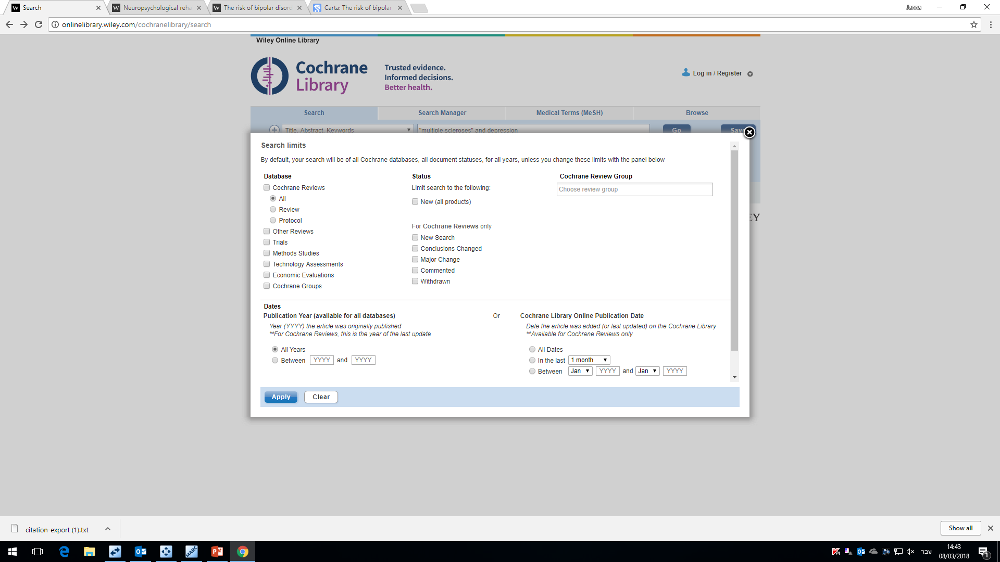 Search
Neuropsychological reha
The risk of bipolar disord
Carta: The risk of bipolar
Janna
onlinelibrary.wiley.com/cochranelibrary/search
Wiley Online Library
Cochrane
Library
Trusted evidence.
Informed decisions.
Better health.
Log in / Register
Search
Search Manager
Medical Terms (MeSH)
Browse
Title, Abstract, Keywords
"multiple scleroses" and depression
Go
Save
Search limits
By default, your search will be of all Cochrane databases, all document statuses, for all years, unless you change these limits with the panel below
Database
Cochrane Reviews
All
Review
Protocol
Other Reviews
Trials
Methods Studies
Technology Assessments
Economic Evaluations
Cochrane Groups
Status
Limit search to the following:
New (all products)
For Cochrane Reviews only
New Search
Conclusions Changed
Major Change
Commented
Withdrawn
Cochrane Review Group
Choose review group
EY
Dates
Publication Year (available for all databases)
Year (YYYY) the article was originally published
**For Cochrane Reviews, this is the year of the last update
All Years
Between YYYY and YYYY
Or
Cochrane Library Online Publication Date
Date the article was added (or last updated) on the Cochrane Library
**Available for Cochrane Reviews only
All Dates
In the last 1 month
Between Jan YYYY and Jan YYYY
Apply
Clear
citation-export (1).txt
Show all
MARC
עבר
14:43
08/03/2018
1